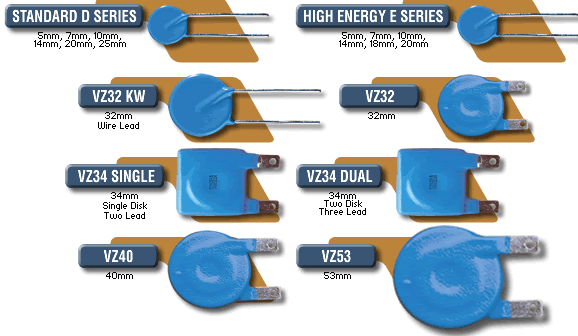 STANDARD D SERIES
5mm, 7mm, 10mm,
14mm, 20mm, 25mm
HIGH ENERGY E SERIES
5mm, 7mm, 10mm,
14mm, 18mm, 20mm
VZ32 KW
32mm
Wire Lead
VZ32
32mm
VZ34 SINGLE
34mm
Single Disk
Two Lead
VZ34 DUAL
34mm
Two Disk
Three Lead
VZ40
40mm
VZ53
53mm